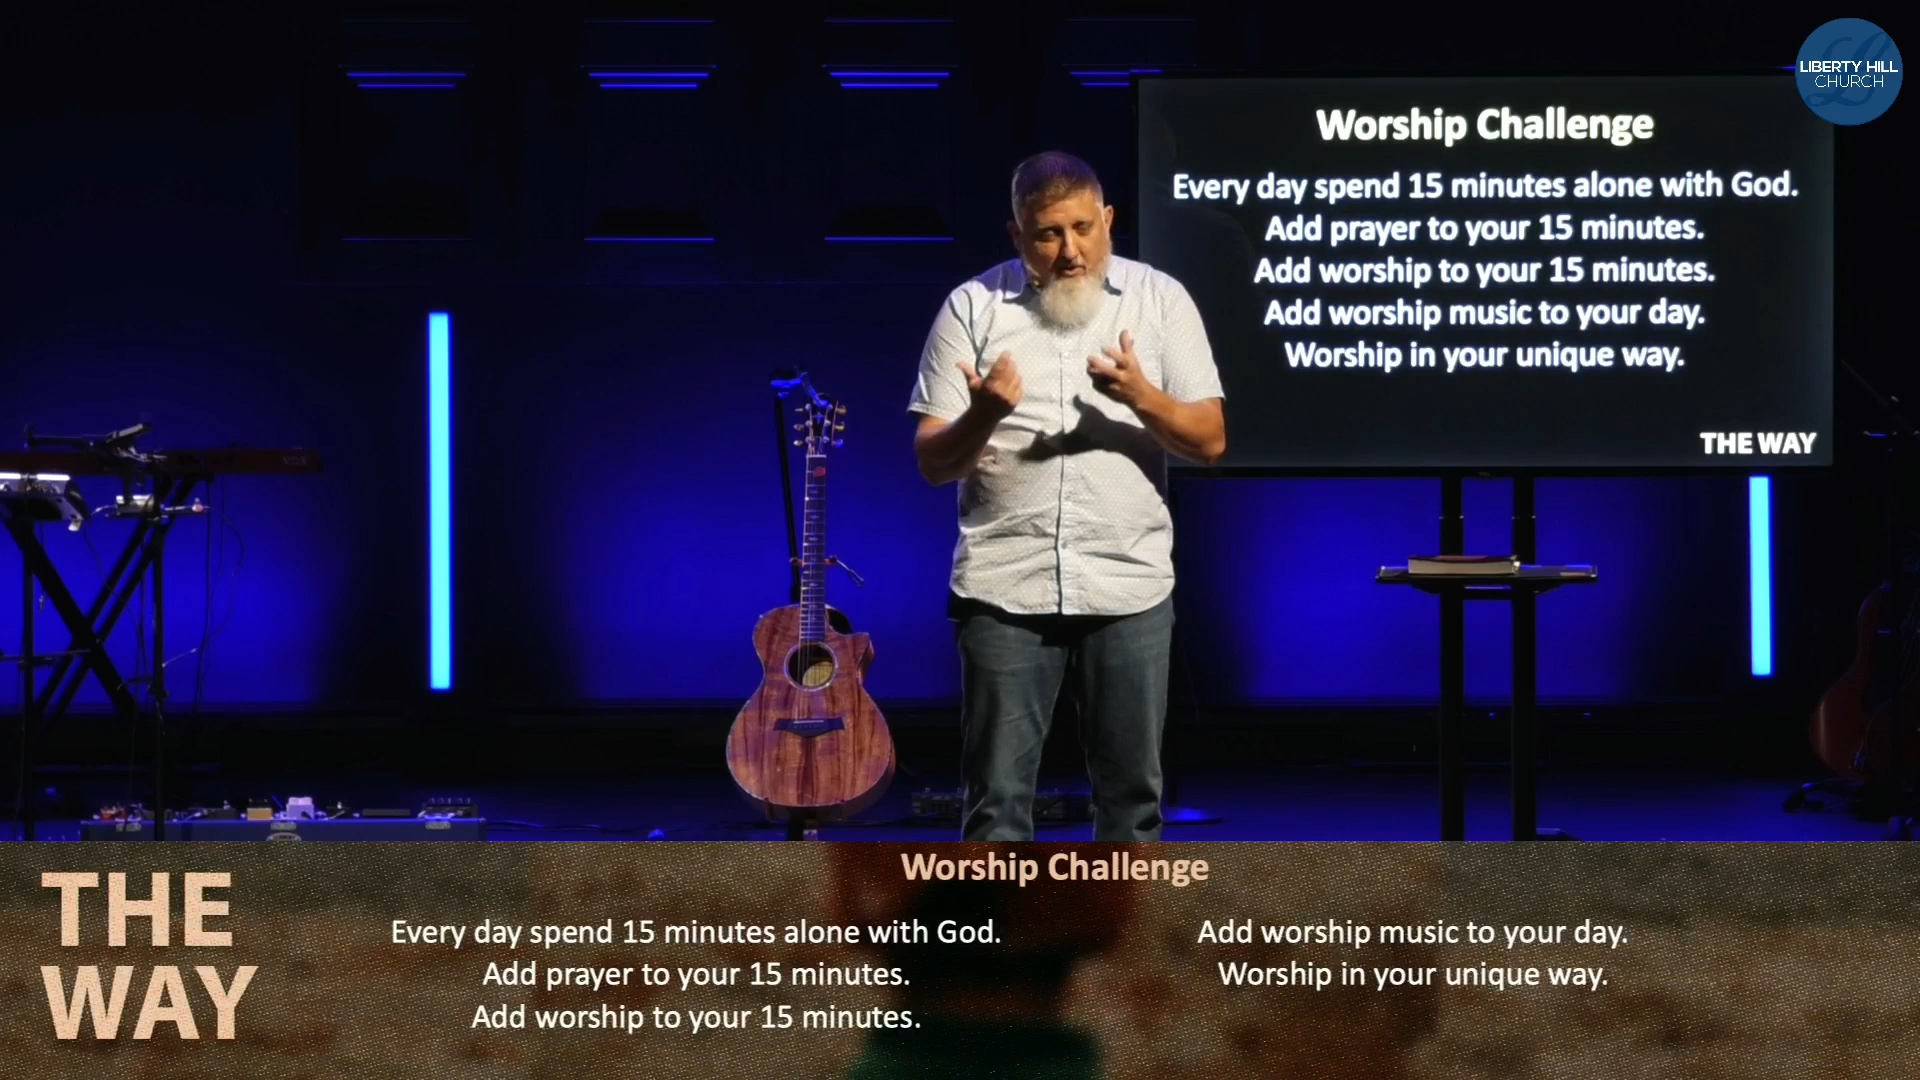 LIBERTY HILL
CHURCH
Worship Challenge
Every day spend 15 minutes alone with God.
Add prayer to your 15 minutes.
Add worship to your 15 minutes.
Add worship music to your day.
Worship in your unique way.
THE WAY
THE
WAY
Worship Challenge
Every day spend 15 minutes alone with God.
Add prayer to your 15 minutes.
Add worship to your 15 minutes.
Add worship music to your day.
Worship in your unique way.